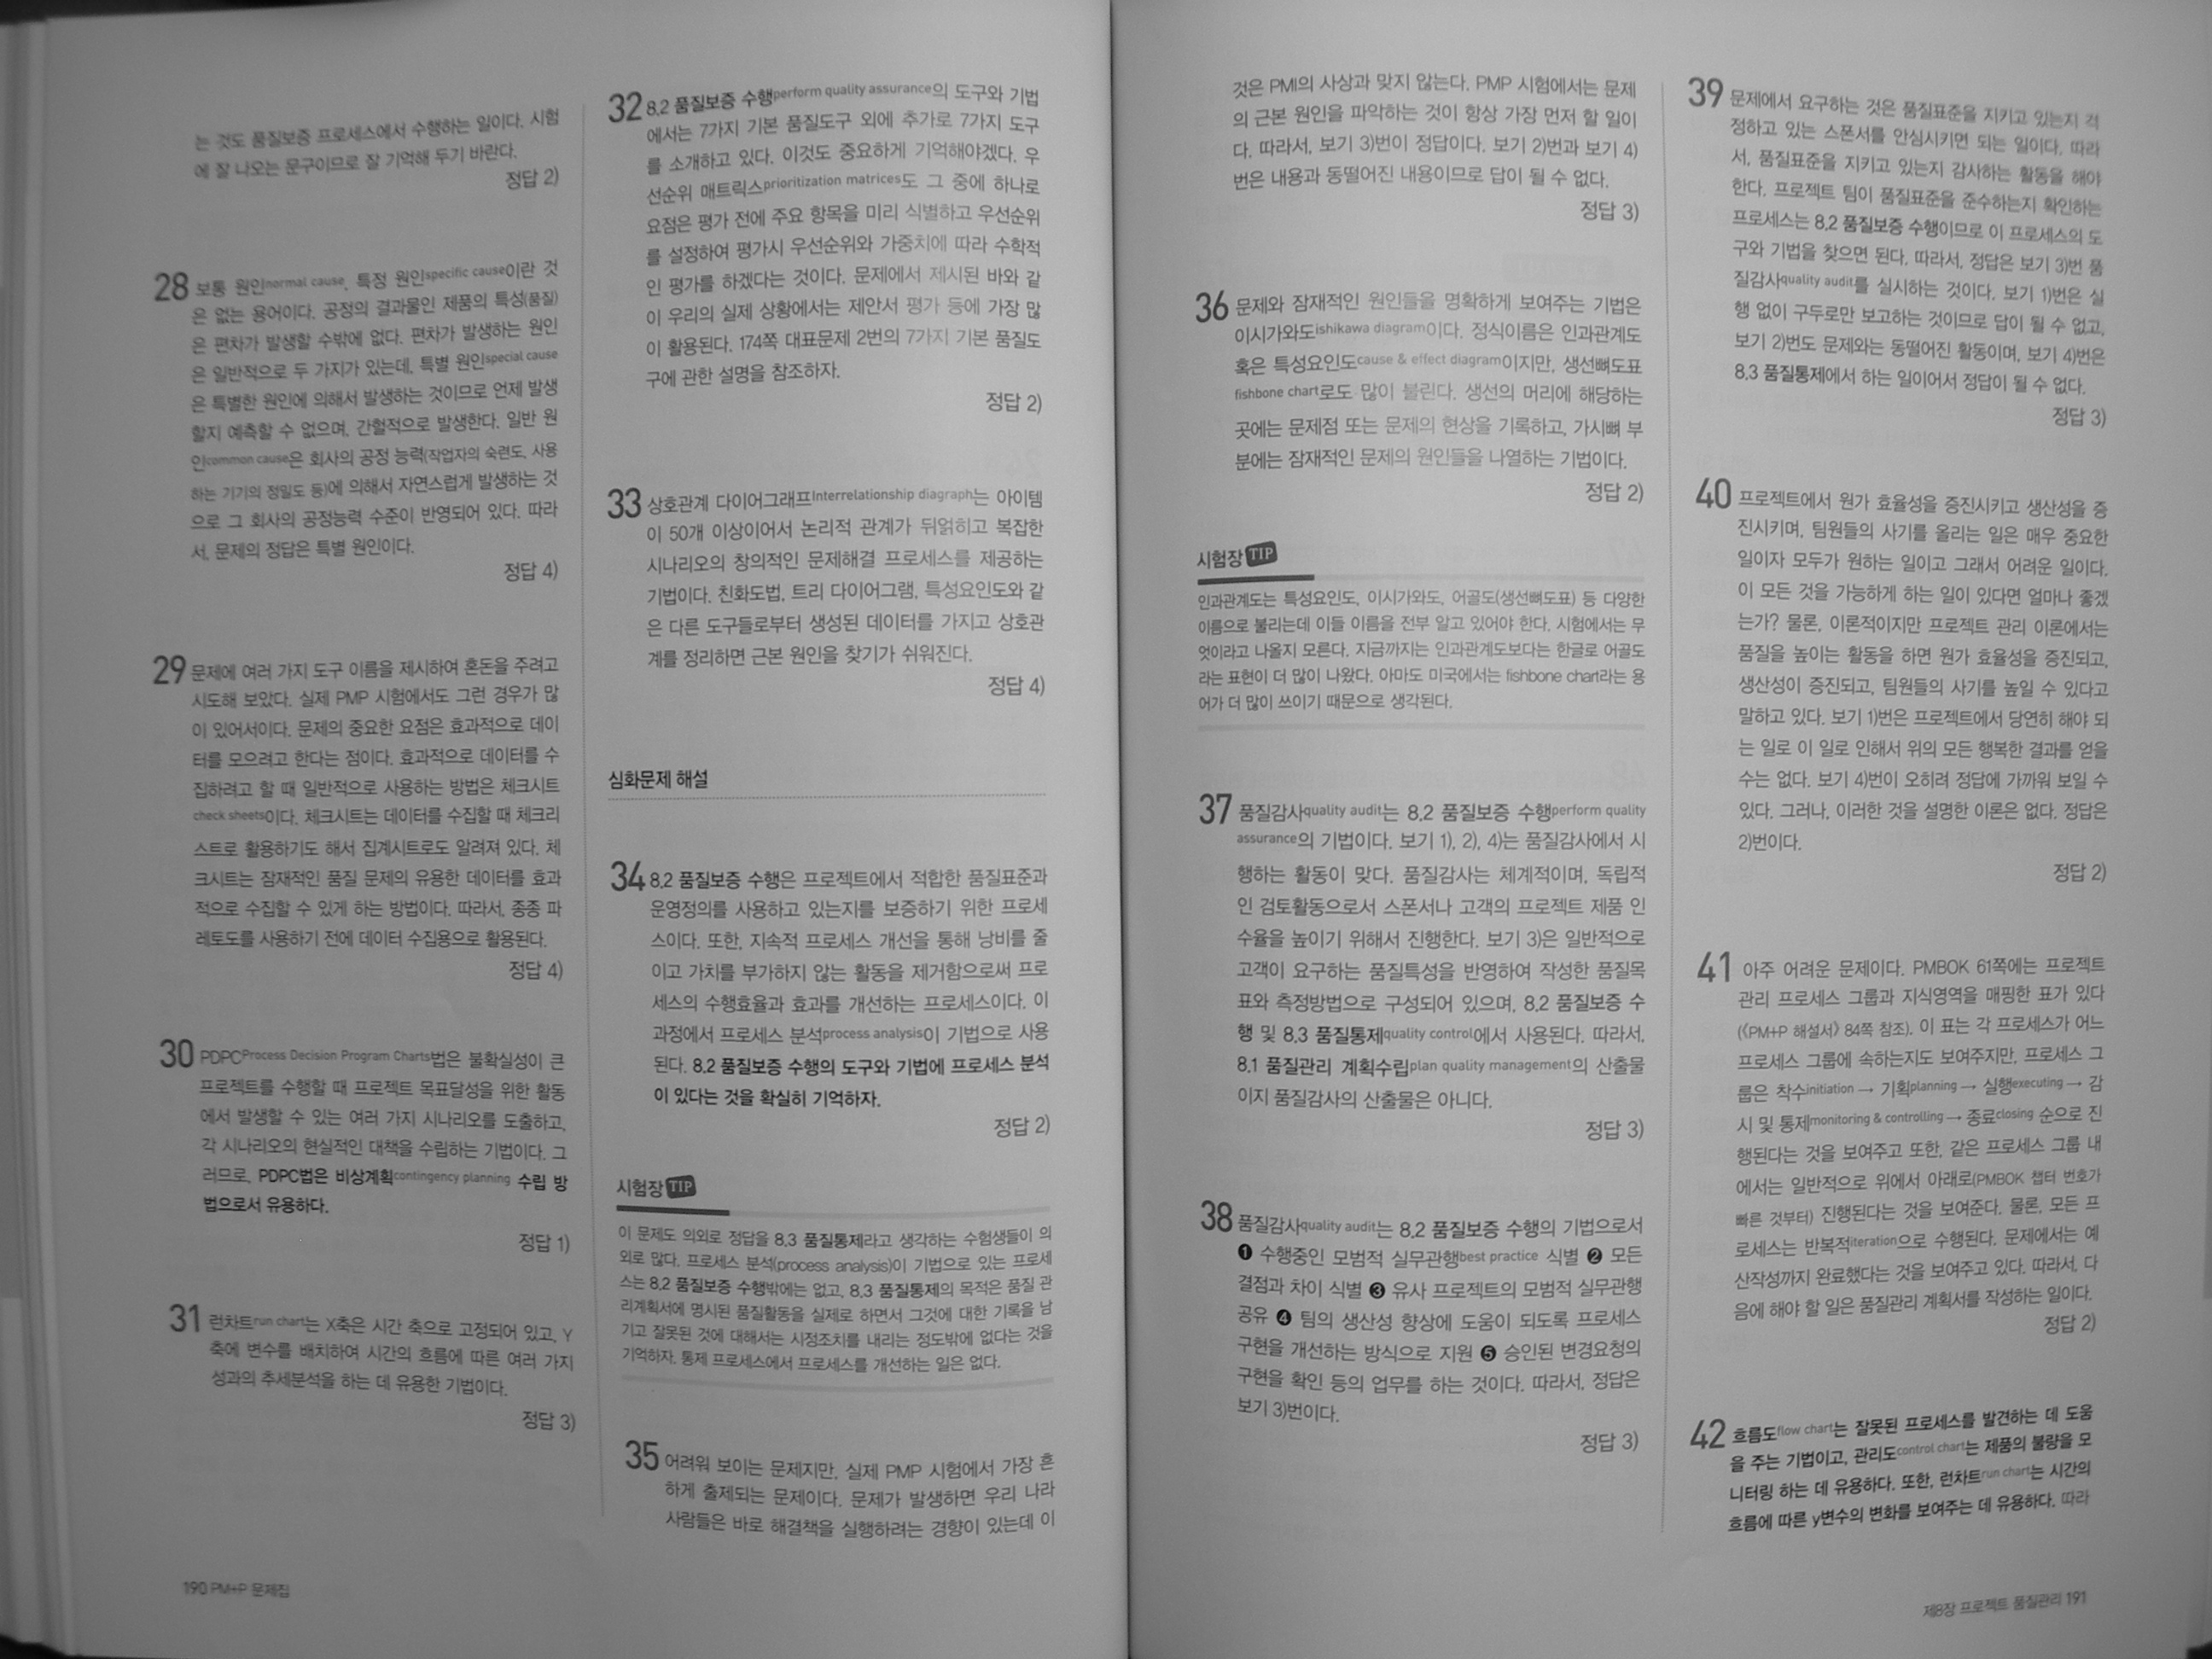 는 것도 품질보증 프로세스에서 수행하는 일이다. 시험
에 잘 나오는 문구이므로 잘 기억해 두기 바란다.
정답 2)
28 보통 원인normal cause, 특정 원인specific cause이란 것
은 없는 용어이다. 공정의 결과물인 제품의 특성(품질)
은 편차가 발생할 수밖에 없다. 편차가 발생하는 원인
은 일반적으로 두 가지가 있는데, 특별 원인special cause
은 특별한 원인에 의해서 발생하는 것이므로 언제 발생
할지 예측할 수 없으며, 간헐적으로 발생한다. 일반 원
인common cause은 회사의 공정 능력(작업자의 숙련도, 사용
하는 기기의 정밀도 등)에 의해서 자연스럽게 발생하는 것
으로 그 회사의 공정능력 수준이 반영되어 있다. 따라
서, 문제의 정답은 특별 원인이다.
정답 4)
29 문제에 여러 가지 도구 이름을 제시하여 혼돈을 주려고
시도해 보았다. 실제 PMP 시험에서도 그런 경우가 많
이 있어서이다. 문제의 중요한 요점은 효과적으로 데이
터를 모으려고 한다는 점이다. 효과적으로 데이터를 수
집하려고 할 때 일반적으로 사용하는 방법은 체크시트
check sheets이다. 체크시트는 데이터를 수집할 때 체크리
스트로 활용하기도 해서 집계시트로도 알려져 있다. 체
크시트는 잠재적인 품질 문제의 유용한 데이터를 효과
적으로 수집할 수 있게 하는 방법이다. 따라서, 종종 파
레토도를 사용하기 전에 데이터 수집용으로 활용된다.
정답 4)
30 PDPCProcess Decision Program Charts법은 불확실성이 큰
프로젝트를 수행할 때 프로젝트 목표달성을 위한 활동
에서 발생할 수 있는 여러 가지 시나리오를 도출하고,
각 시나리오의 현실적인 대책을 수립하는 기법이다. 그
러므로, PDPC법은 비상계획contingency planning 수립 방
법으로서 유용하다.
정답 1)
31 런차트run chart는 X축은 시간 축으로 고정되어 있고, Y
축에 변수를 배치하여 시간의 흐름에 따른 여러 가지
성과의 추세분석을 하는 데 유용한 기법이다.
정답 3)
190 PM+P 문제집
32 8.2 품질보증 수행perform quality assurance의 도구와 기법
에서는 7가지 기본 품질도구 외에 추가로 7가지 도구
를 소개하고 있다. 이것도 중요하게 기억해야겠다. 우
선순위 매트릭스prioritization matrices도 그 중에 하나로
요점은 평가 전에 주요 항목을 미리 식별하고 우선순위
를 설정하여 평가시 우선순위와 가중치에 따라 수학적
인 평가를 하겠다는 것이다. 문제에서 제시된 바와 같
이 우리의 실제 상황에서는 제안서 평가 등에 가장 많
이 활용된다. 174쪽 대표문제 2번의 7가지 기본 품질도
구에 관한 설명을 참조하자.
정답 2)
33 상호관계 다이어그래프Interrelationship diagraph는 아이템
이 50개 이상이어서 논리적 관계가 뒤얽히고 복잡한
시나리오의 창의적인 문제해결 프로세스를 제공하는
기법이다. 친화도법, 트리 다이어그램, 특성요인도와 같
은 다른 도구들로부터 생성된 데이터를 가지고 상호관
계를 정리하면 근본 원인을 찾기가 쉬워진다.
정답 4)
심화문제 해설
34 8.2 품질보증 수행은 프로젝트에서 적합한 품질표준과
운영정의를 사용하고 있는지를 보증하기 위한 프로세
스이다. 또한, 지속적 프로세스 개선을 통해 낭비를 줄
이고 가치를 부가하지 않는 활동을 제거함으로써 프로
세스의 수행효율과 효과를 개선하는 프로세스이다. 이
과정에서 프로세스 분석process analysis이 기법으로 사용
된다. 8.2 품질보증 수행의 도구와 기법에 프로세스 분석
이 있다는 것을 확실히 기억하자.
정답 2)
시험장 TIP
이 문제도 의외로 정답을 8.3 품질통제라고 생각하는 수험생들이 의
외로 많다. 프로세스 분석(process analysis)이 기법으로 있는 프로세
스는 8.2 품질보증 수행밖에는 없고, 8.3 품질통제의 목적은 품질 관
리계획서에 명시된 품질활동을 실제로 하면서 그것에 대한 기록을 남
기고 잘못된 것에 대해서는 시정조치를 내리는 정도밖에 없다는 것을
기억하자. 통제 프로세스에서 프로세스를 개선하는 일은 없다.
35 어려워 보이는 문제지만, 실제 PMP 시험에서 가장 흔
하게 출제되는 문제이다. 문제가 발생하면 우리 나라
사람들은 바로 해결책을 실행하려는 경향이 있는데 이
것은 PMI의 사상과 맞지 않는다. PMP 시험에서는 문제
의 근본 원인을 파악하는 것이 항상 가장 먼저 할 일이
다. 따라서, 보기 3)번이 정답이다. 보기 2)번과 보기 4)
번은 내용과 동떨어진 내용이므로 답이 될 수 없다.
정답 3)
36 문제와 잠재적인 원인들을 명확하게 보여주는 기법은
이시가와도ishikawa diagram이다. 정식이름은 인과관계도
혹은 특성요인도cause & effect diagram이지만, 생선뼈도표
fishbone chart로도 많이 불린다. 생선의 머리에 해당하는
곳에는 문제점 또는 문제의 현상을 기록하고, 가시뼈 부
분에는 잠재적인 문제의 원인들을 나열하는 기법이다.
정답 2)
시험장 TIP
인과관계도는 특성요인도, 이시가와도, 어골도(생선뼈도표) 등 다양한
이름으로 불리는데 이들 이름을 전부 알고 있어야 한다. 시험에서는 무
엇이라고 나올지 모른다. 지금까지는 인과관계도보다는 한글로 어골도
라는 표현이 더 많이 나왔다. 아마도 미국에서는 fishbone chart라는 용
어가 더 많이 쓰이기 때문으로 생각된다.
37 품질감사quality audit는 8.2 품질보증 수행perform quality
assurance의 기법이다. 보기 1), 2), 4)는 품질감사에서 시
행하는 활동이 맞다. 품질감사는 체계적이며, 독립적
인 검토활동으로서 스폰서나 고객의 프로젝트 제품 인
수율을 높이기 위해서 진행한다. 보기 3)은 일반적으로
고객이 요구하는 품질특성을 반영하여 작성한 품질목
표와 측정방법으로 구성되어 있으며, 8.2 품질보증 수
행 및 8.3 품질통제quality control에서 사용된다. 따라서,
8.1 품질관리 계획수립plan quality management의 산출물
이지 품질감사의 산출물은 아니다.
정답 3)
38 품질감사quality audit는 8.2 품질보증 수행의 기법으로서
❶ 수행중인 모범적 실무관행best practice 식별 ❷ 모든
결점과 차이 식별 ❸ 유사 프로젝트의 모범적 실무관행
공유 ❹ 팀의 생산성 향상에 도움이 되도록 프로세스
구현을 개선하는 방식으로 지원 ❺ 승인된 변경요청의
구현을 확인 등의 업무를 하는 것이다. 따라서, 정답은
보기 3)번이다.
정답 3)
39 문제에서 요구하는 것은 품질표준을 지키고 있는지 걱
정하고 있는 스폰서를 안심시키면 되는 일이다. 따라
서, 품질표준을 지키고 있는지 감사하는 활동을 해야
한다. 프로젝트 팀이 품질표준을 준수하는지 확인하는
프로세스는 8.2 품질보증 수행이므로 이 프로세스의 도
구와 기법을 찾으면 된다. 따라서, 정답은 보기 3)번 품
질감사quality audit를 실시하는 것이다. 보기 1)번은 실
행 없이 구두로만 보고하는 것이므로 답이 될 수 없고,
보기 2)번도 문제와는 동떨어진 활동이며, 보기 4)번은
8.3 품질통제에서 하는 일이어서 정답이 될 수 없다.
정답 3)
40 프로젝트에서 원가 효율성을 증진시키고 생산성을 증
진시키며, 팀원들의 사기를 올리는 일은 매우 중요한
일이자 모두가 원하는 일이고 그래서 어려운 일이다.
이 모든 것을 가능하게 하는 일이 있다면 얼마나 좋겠
는가? 물론, 이론적이지만 프로젝트 관리 이론에서는
품질을 높이는 활동을 하면 원가 효율성을 증진되고,
생산성이 증진되고, 팀원들의 사기를 높일 수 있다고
말하고 있다. 보기 1)번은 프로젝트에서 당연히 해야 되
는 일로 이 일로 인해서 위의 모든 행복한 결과를 얻을
수는 없다. 보기 4)번이 오히려 정답에 가까워 보일 수
있다. 그러나, 이러한 것을 설명한 이론은 없다. 정답은
2)번이다.
정답 2)
41 아주 어려운 문제이다. PMBOK 61쪽에는 프로젝트
관리 프로세스 그룹과 지식영역을 매핑한 표가 있다
(《PM+P 해설서》 84쪽 참조). 이 표는 각 프로세스가 어느
프로세스 그룹에 속하는지도 보여주지만, 프로세스 그
룹은 착수initiation → 기획planning → 실행executing → 감
시 및 통제monitoring & controlling → 종료closing 순으로 진
행된다는 것을 보여주고 또한, 같은 프로세스 그룹 내
에서는 일반적으로 위에서 아래로(PMBOK 챕터 번호가
빠른 것부터) 진행된다는 것을 보여준다. 물론, 모든 프
로세스는 반복적iteration으로 수행된다. 문제에서는 예
산작성까지 완료했다는 것을 보여주고 있다. 따라서, 다
음에 해야 할 일은 품질관리 계획서를 작성하는 일이다.
정답 2)
42 흐름도flow chart는 잘못된 프로세스를 발견하는 데 도움
을 주는 기법이고, 관리도control chart는 제품의 불량을 모
니터링 하는 데 유용하다. 또한, 런차트run chart는 시간의
흐름에 따른 y변수의 변화를 보여주는 데 유용하다. 따라
제8장 프로젝트 품질관리 191